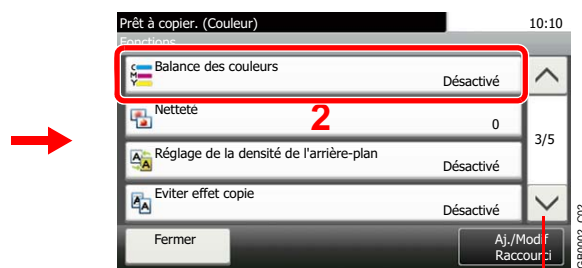 Prêt à copier. (Couleur) 10:10
Fonctions
C M Y Balance des couleurs
Désactivé
Netteté
2
0
3/5
Réglage de la densité de l'arrière-plan
Désactivé
Eviter effet copie
Désactivé
Fermer
Aj./Modif
Raccourci